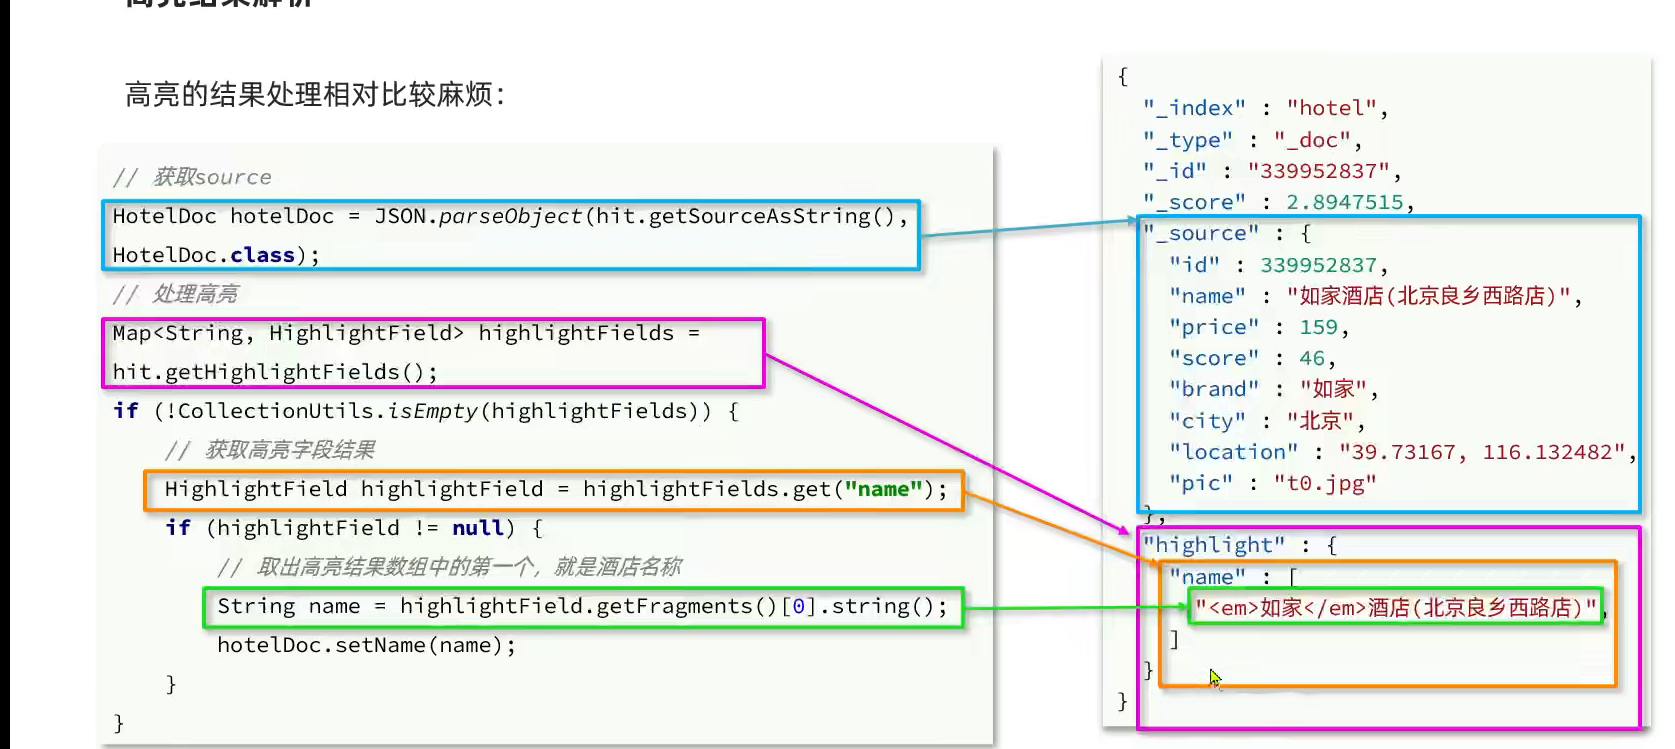 高亮结果解析
高亮的结果处理相对比较麻烦：
// 获取source
HotelDoc hotelDoc = JSON.parseObject(hit.getSourceAsString(),
HotelDoc.class);
// 处理高亮
Map<String, HighlightField> highlightFields =
hit.getHighlightFields();
if (!CollectionUtils.isEmpty(highlightFields)) {
// 获取高亮字段结果
HighlightField highlightField = highlightFields.get("name");
if (highlightField != null) {
// 取出高亮结果数组中的第一个，就是酒店名称
String name = highlightField.getFragments()[0].string();
hotelDoc.setName(name);
}
}
{
"_index" : "hotel",
"_type" : "_doc",
"_id" : "339952837",
"_score" : 2.8947515,
"_source" : {
"id" : 339952837,
"name" : "如家酒店(北京良乡西路店)",
"price" : 159,
"score" : 46,
"brand" : "如家",
"city" : "北京",
"location" : "39.73167, 116.132482",
"pic" : "t0.jpg"
},
"highlight" : {
"name" : [
"<em>如家</em>酒店(北京良乡西路店)",
]
}
}